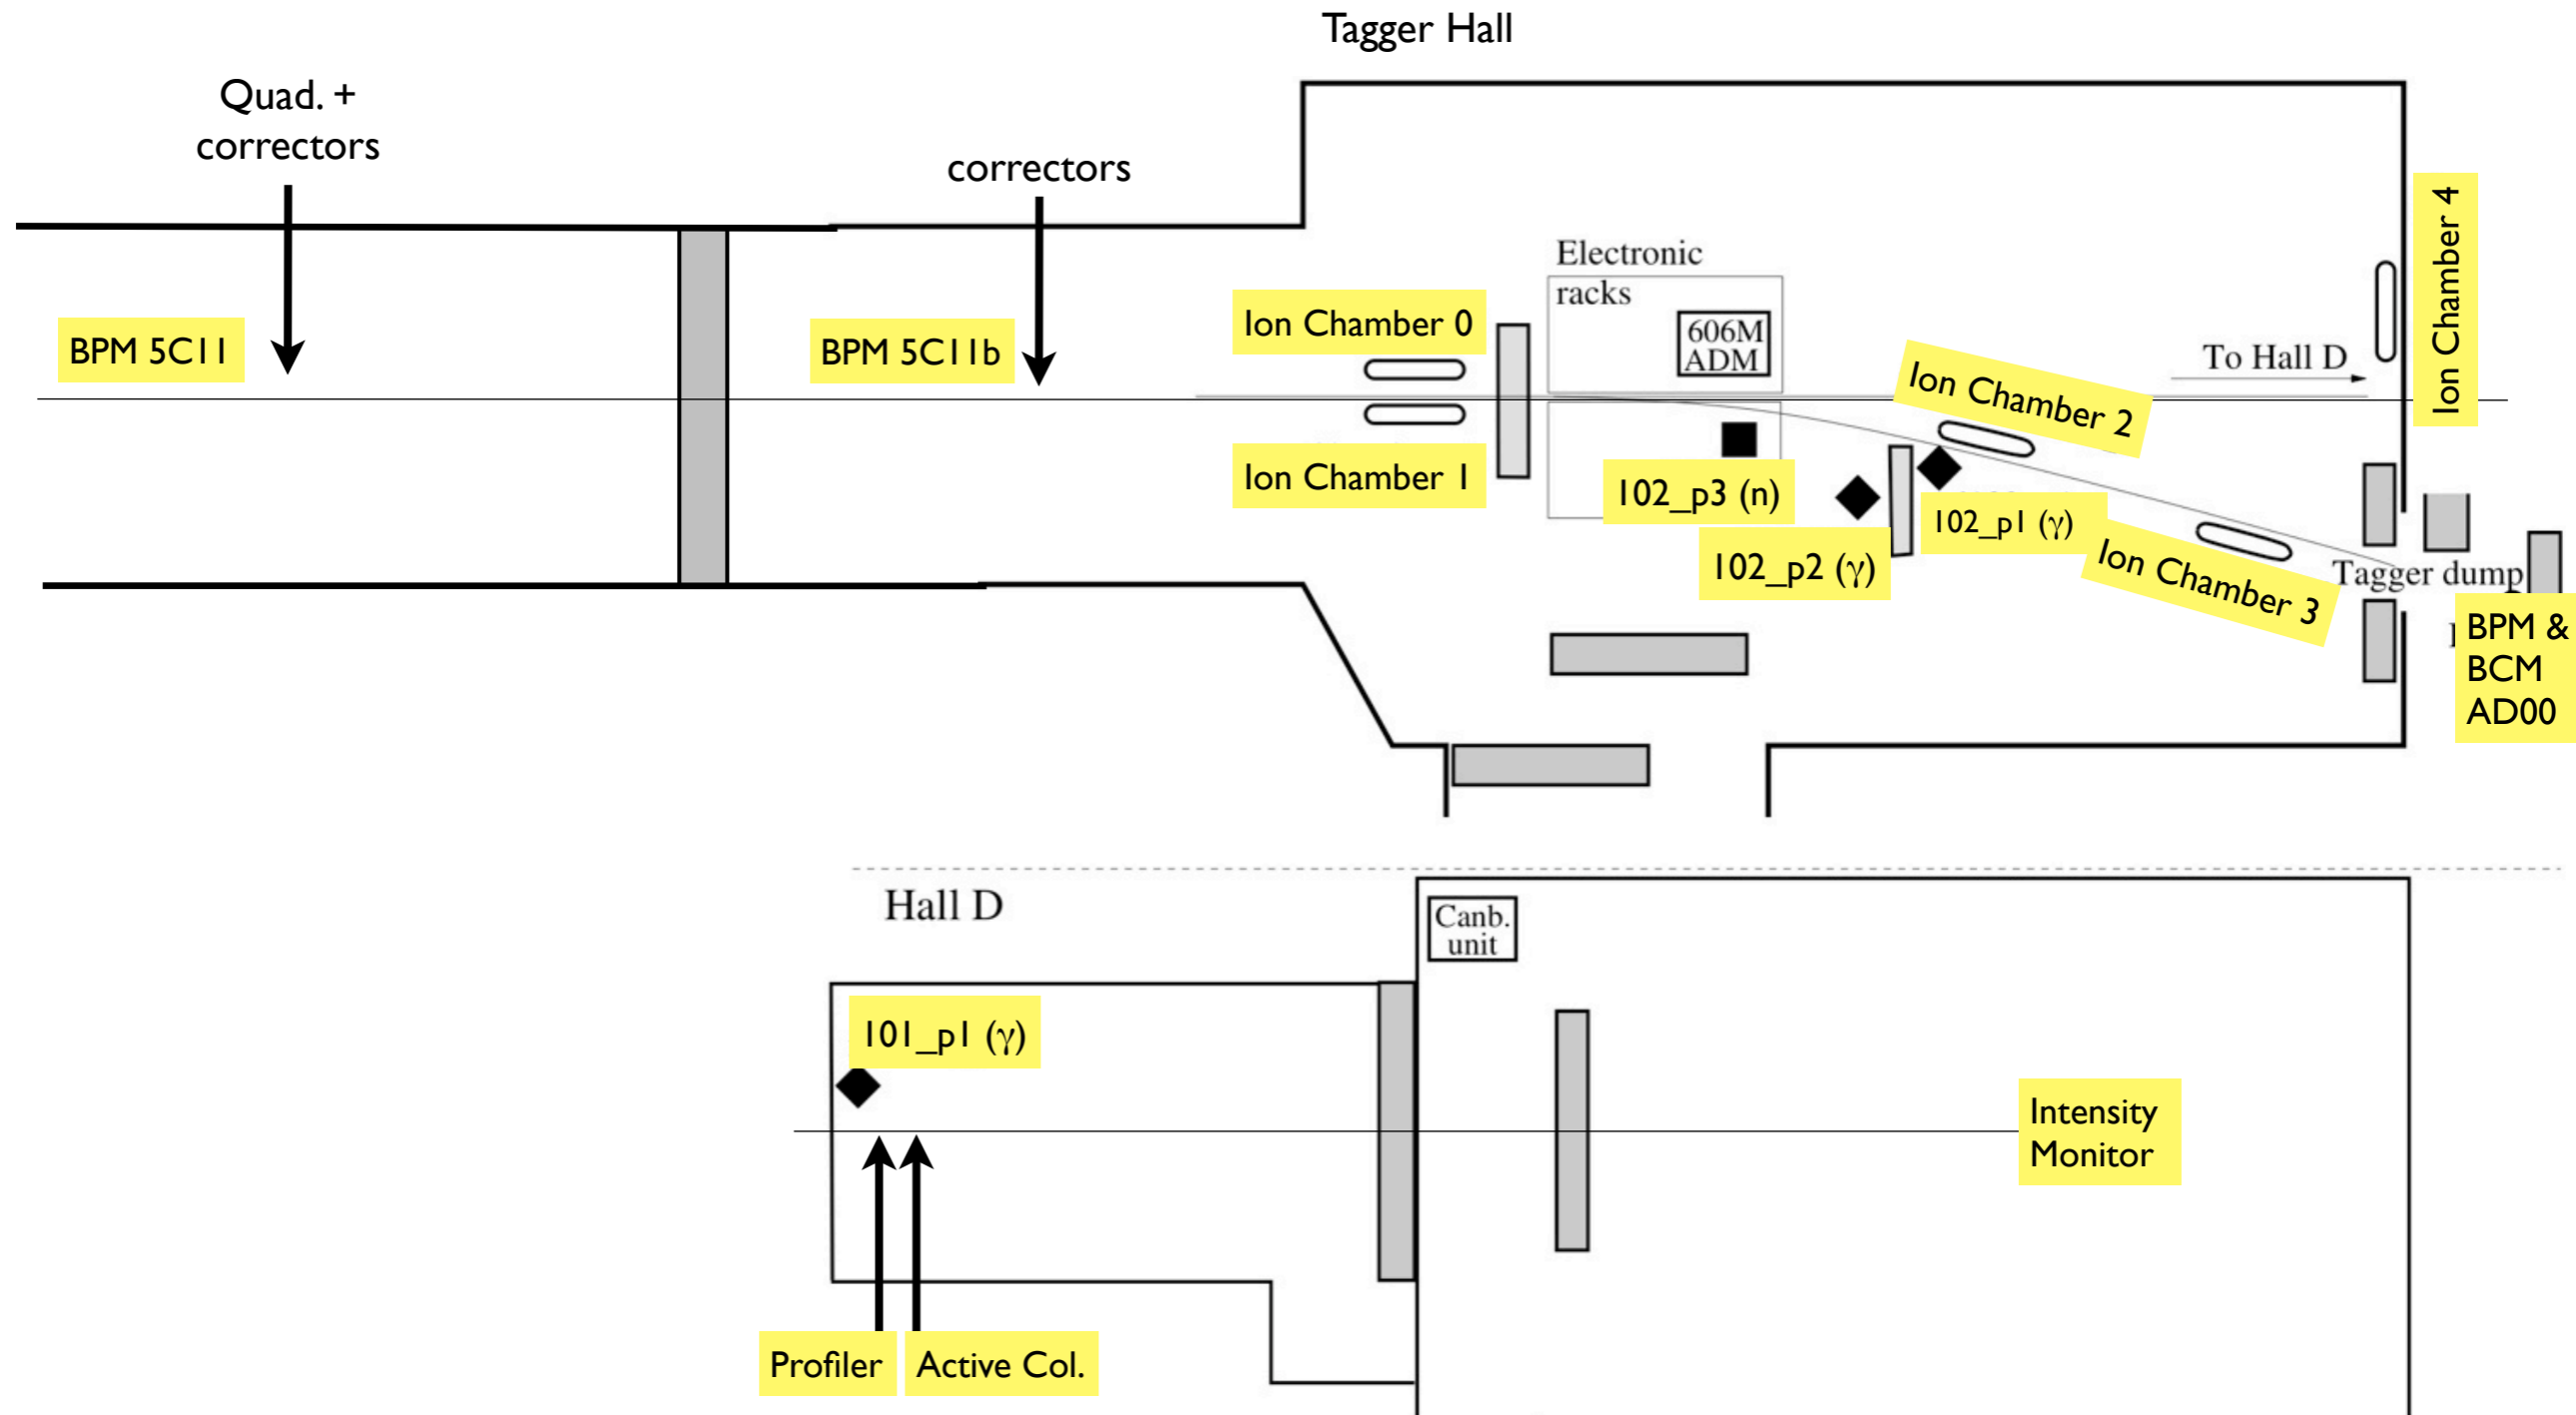 Tagger Hall
Quad. +
correctors
correctors
BPM 5C11
BPM 5C11b
Ion Chamber 0
Ion Chamber 1
Electronic
racks
606M
ADM
102_p3 (n)
102_p2 (γ)
102_p1 (γ)
Ion Chamber 2
Ion Chamber 3
To Hall D
Ion Chamber 4
Tagger dump
BPM &
BCM
AD00
Hall D
Canb.
unit
101_p1 (γ)
Intensity
Monitor
Profiler
Active Col.